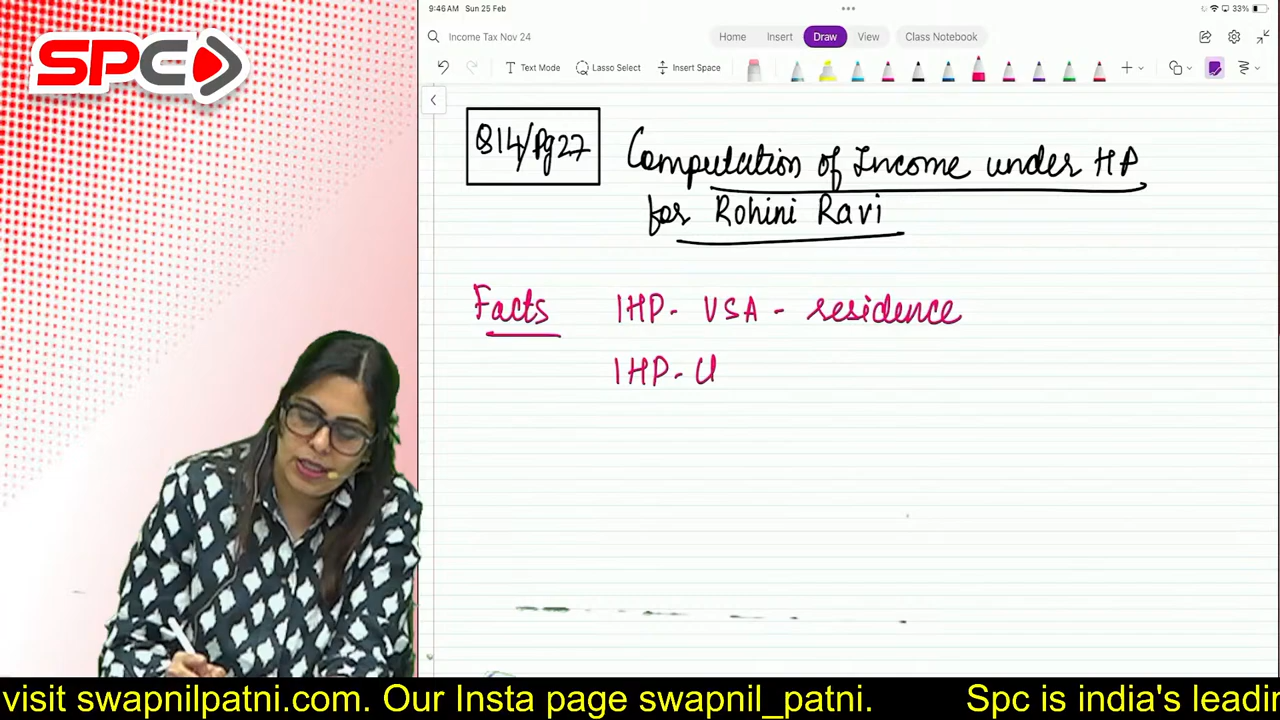 9:46 AM Sun 25 Feb
33%
SPC
Income Tax Nov 24
Home Insert Draw View Class Notebook
Text Mode Lasso Select Insert Space
Q14/Pg27
Computation of Income under HP
for Rohini Ravi
Facts 1HP- VSA - residence
1HP- U
visit swapnilpatni.com. Our Insta page swapnil_patni. Spc is india's leadin